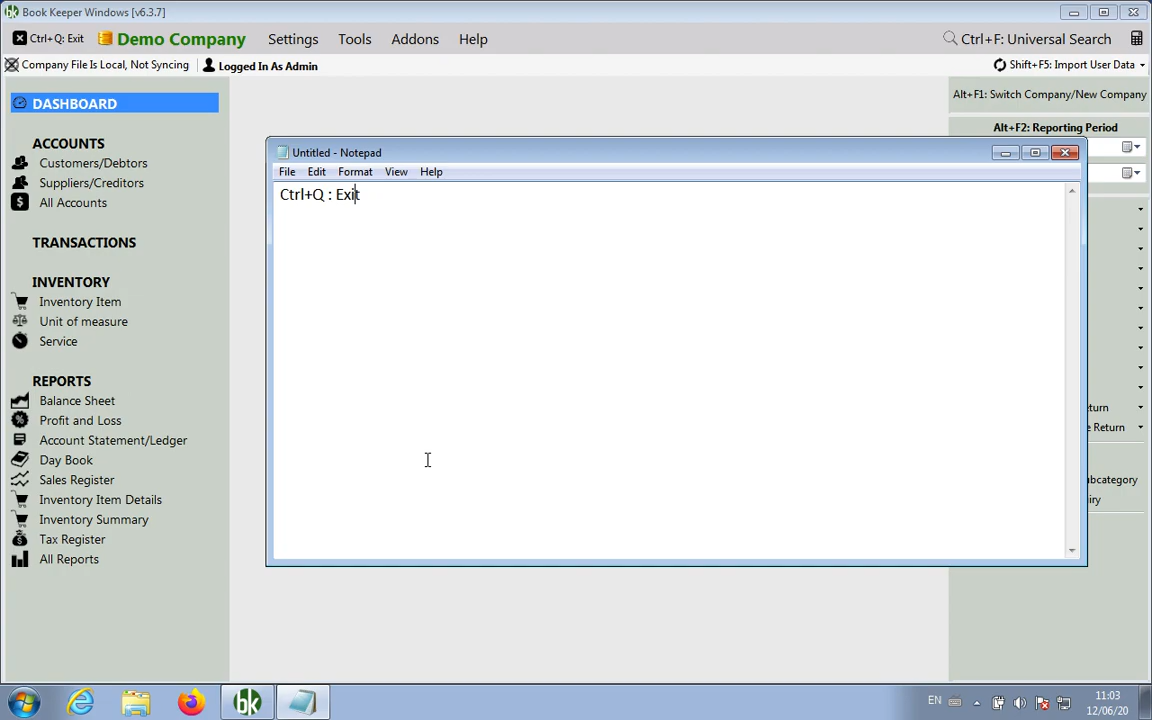 Book Keeper Windows [v6.3.7]
Ctrl+Q: Exit
Demo Company
Settings
Tools
Addons
Help
Ctrl+F: Universal Search
Company File Is Local, Not Syncing
Logged In As Admin
Shift+F5: Import User Data
DASHBOARD
ACCOUNTS
Customers/Debtors
Suppliers/Creditors
All Accounts
TRANSACTIONS
INVENTORY
Inventory Item
Unit of measure
Service
REPORTS
Balance Sheet
Profit and Loss
Account Statement/Ledger
Day Book
Sales Register
Inventory Item Details
Inventory Summary
Tax Register
All Reports
Untitled - Notepad
File
Edit
Format
View
Help
Ctrl+Q : Exit
Alt+F1: Switch Company/New Company
Alt+F2: Reporting Period
turn
e Return
bcategory
iry
bk
EN
11:03
12/06/20